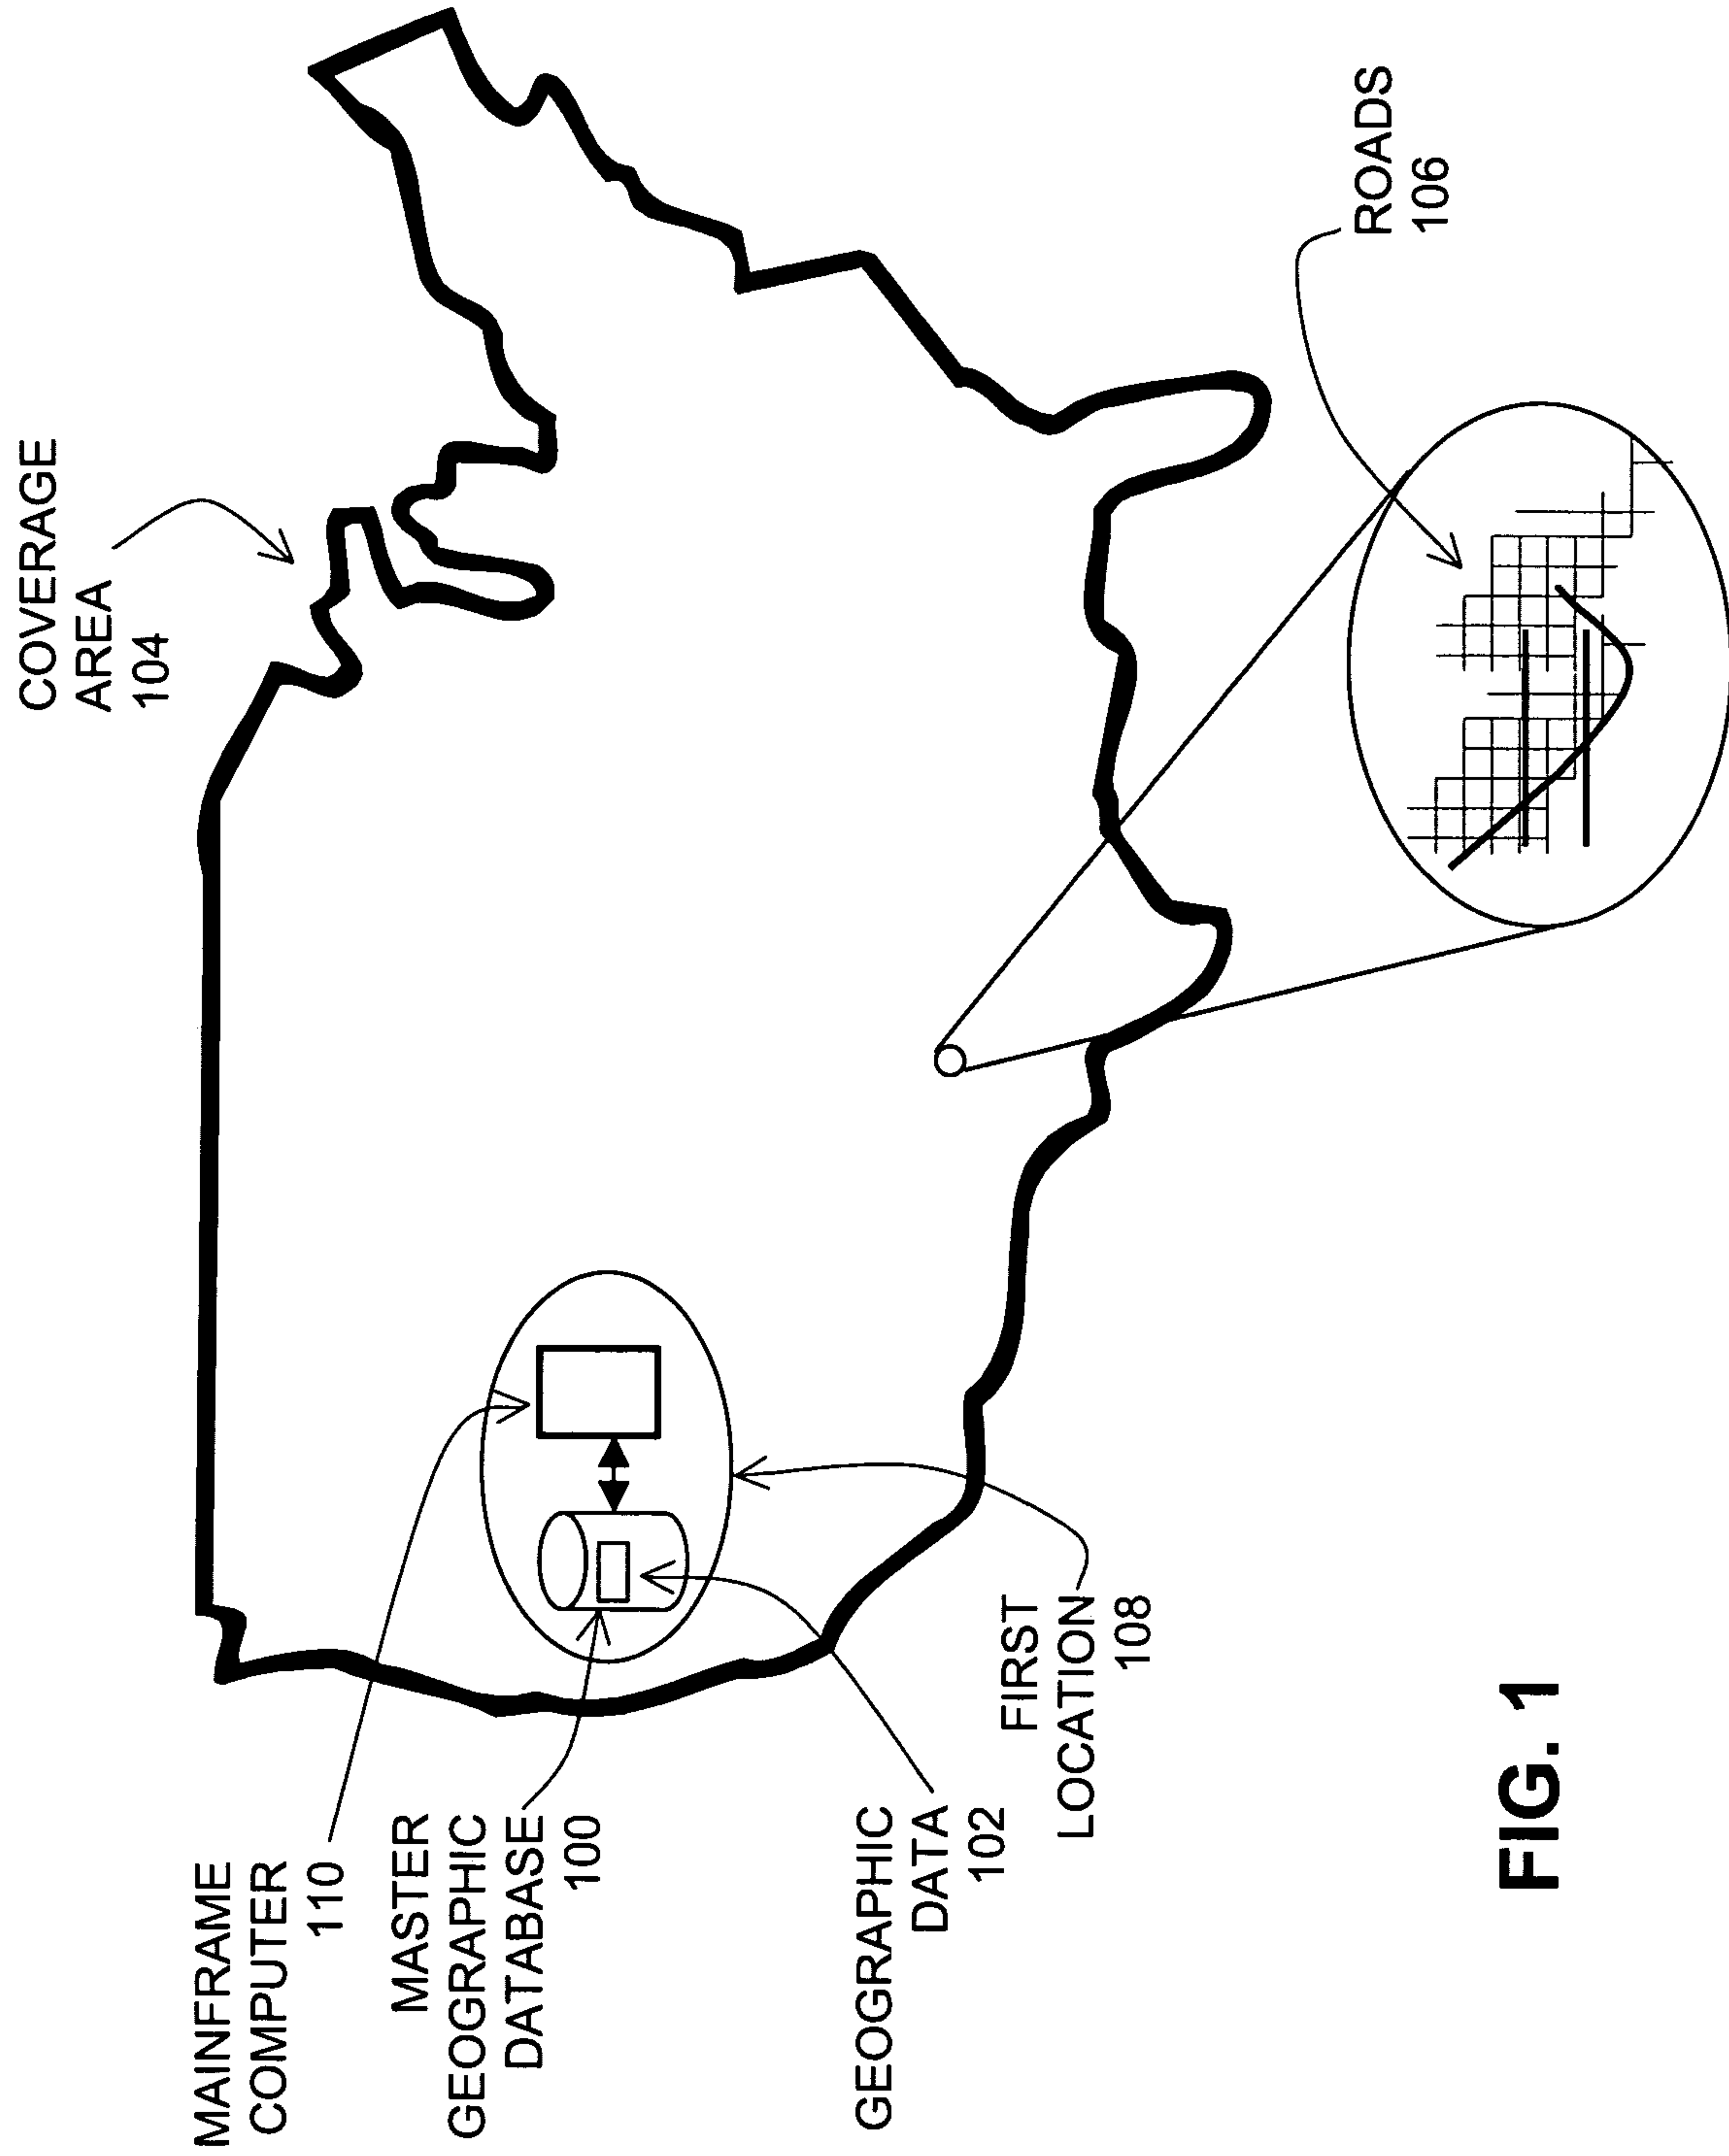 COVERAGE
AREA
104
MAINFRAME
COMPUTER
110
MASTER
GEOGRAPHIC
DATABASE
100
GEOGRAPHIC
DATA
102
FIRST
LOCATION
108
ROADS
106
FIG. 1